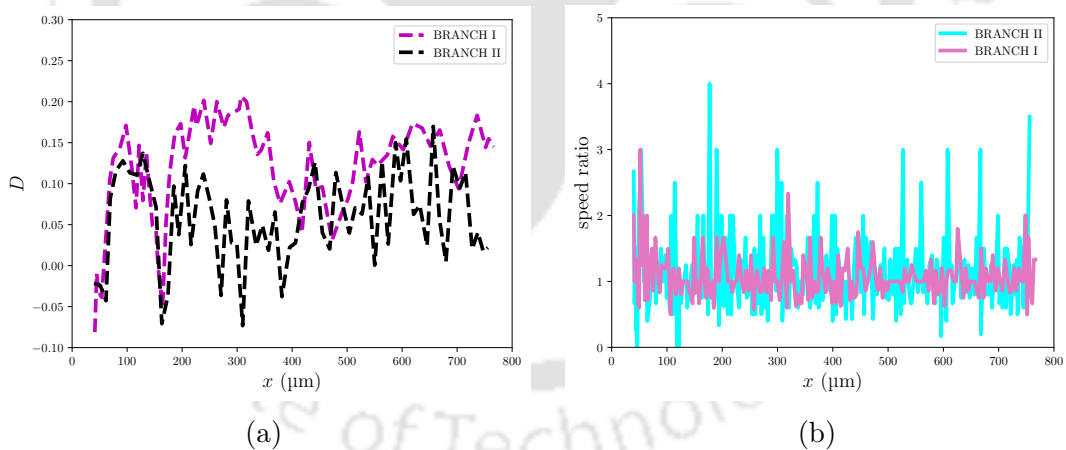 0.30
0.25
0.20
0.15
0.10
0.05
0.00
−0.05
−0.10
D
BRANCH I
BRANCH II
0 100 200 300 400 500 600 700 800
x (µm)
(a)
5
4
3
2
1
0
speed ratio
BRANCH II
BRANCH I
0 100 200 300 400 500 600 700 800
x (µm)
(b)
of Technolo